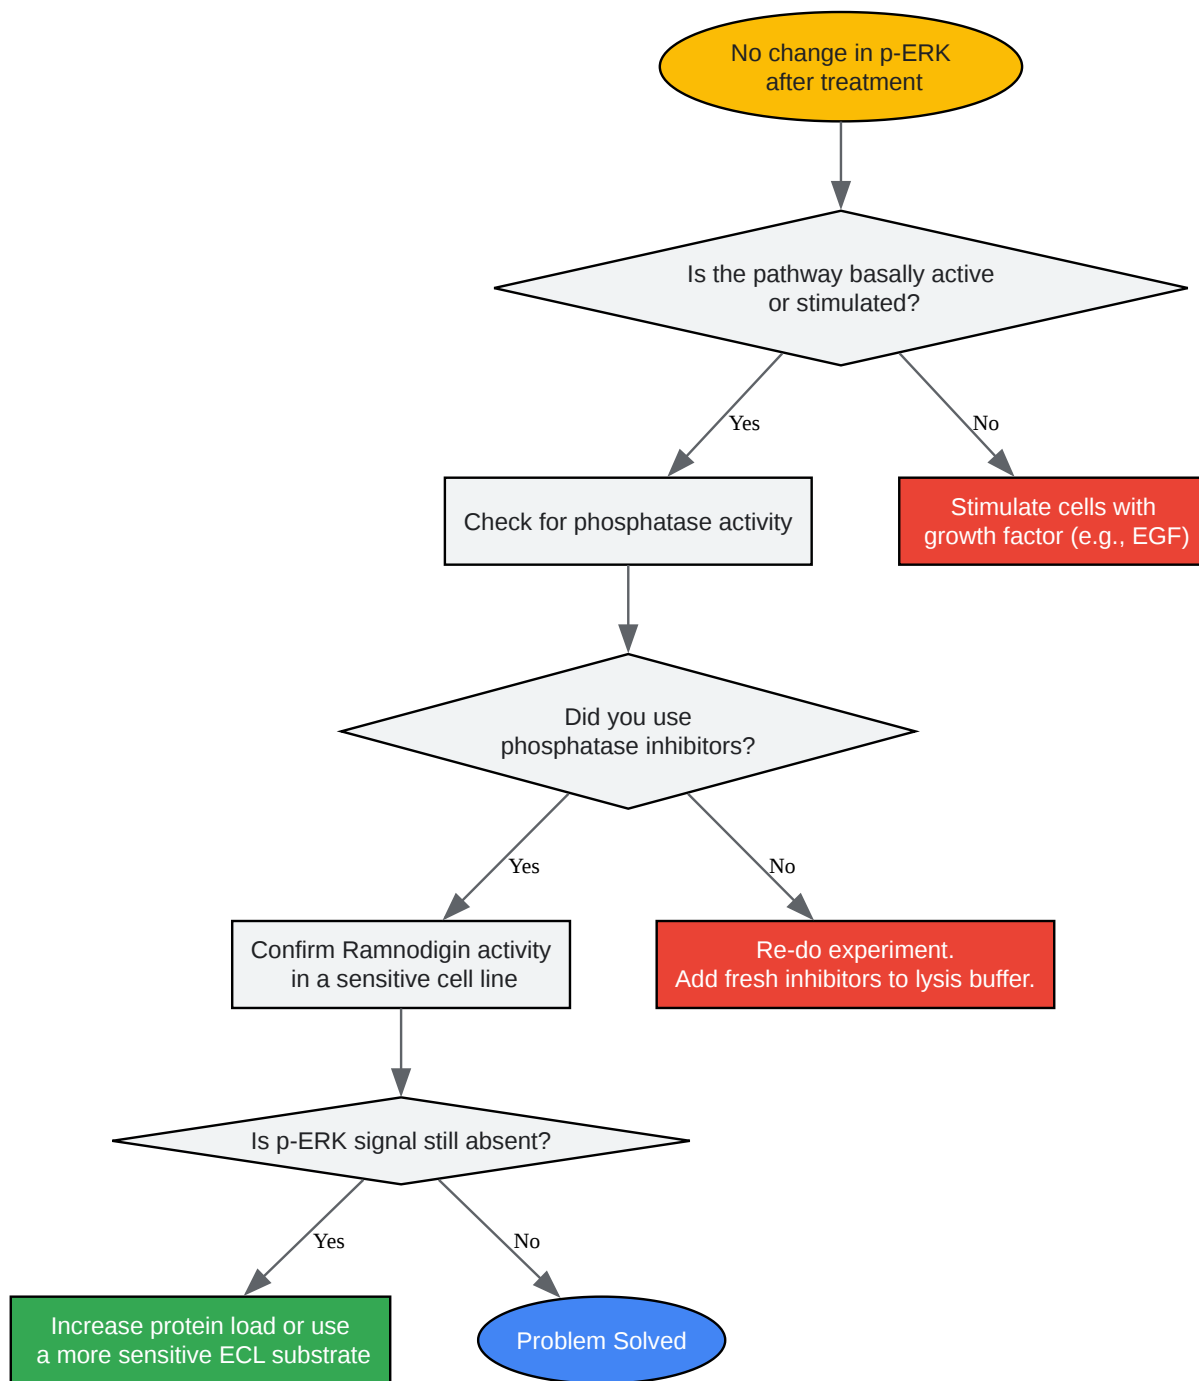 No change in p-ERK
after treatment
Is the pathway basally active
or stimulated?
Yes
No
Check for phosphatase activity
Stimulate cells with
growth factor (e.g., EGF)
Did you use
phosphatase inhibitors?
Yes
No
Confirm Ramnodigin activity
in a sensitive cell line
Re-do experiment.
Add fresh inhibitors to lysis buffer.
Is p-ERK signal still absent?
Yes
No
Increase protein load or use
a more sensitive ECL substrate
Problem Solved